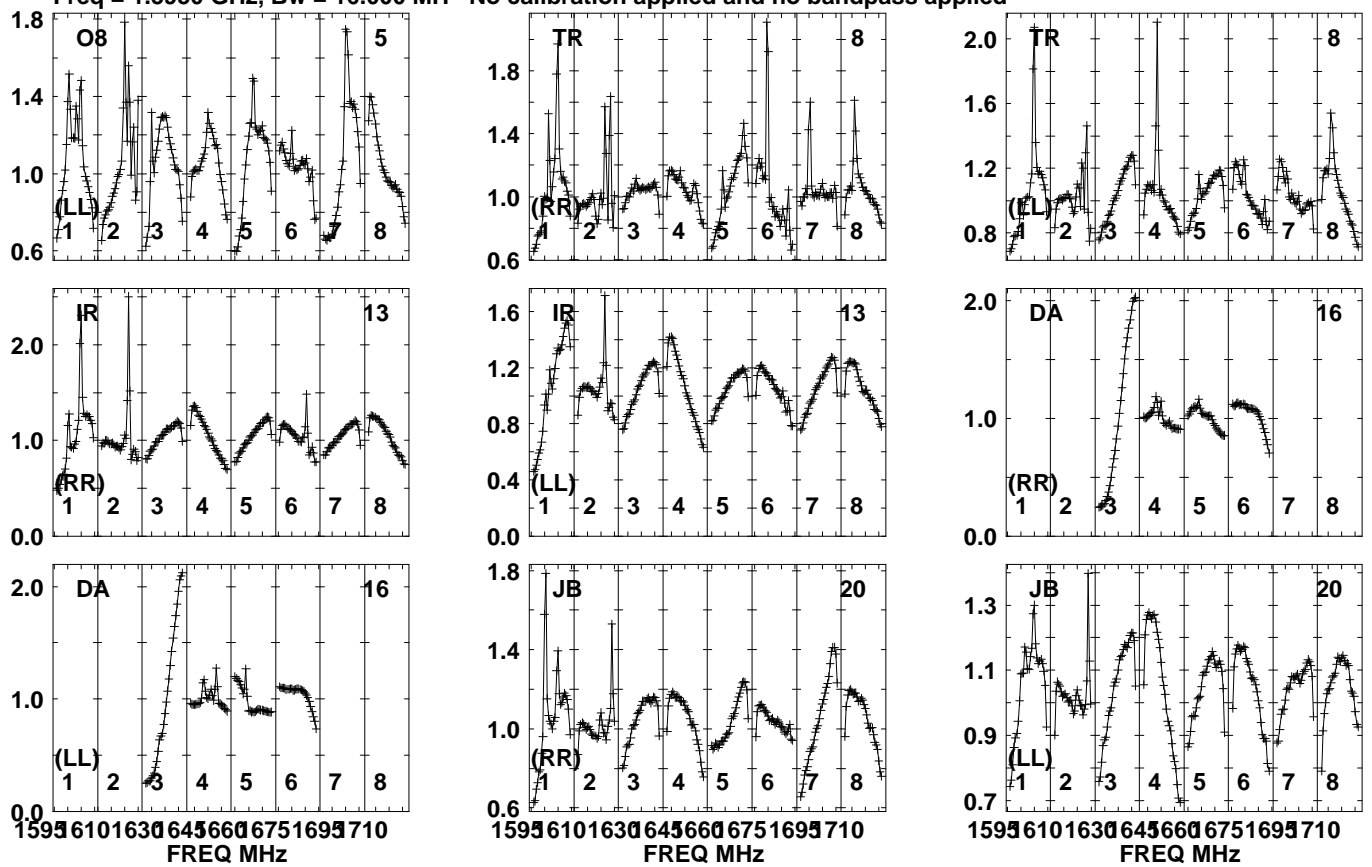 No calibration applied and no bandpass applied
1.8 O8 5
1.4
1.0
(LL)
0.6 1 2 3 4 5 6 7 8
TR 8
1.8
1.4
1.0
(RR)
0.6 1 2 3 4 5 6 7 8
TR 8
2.0
1.6
1.2
(LL)
0.8 1 2 3 4 5 6 7 8
IR 13
2.0
1.0
(RR)
1 2 3 4 5 6 7 8
0.0
IR 13
1.6
1.2
0.8
(LL)
0.4 1 2 3 4 5 6 7 8
0.0
2.0 DA 16
1.0
(RR)
1 2 3 4 5 6 7 8
0.0
2.0 DA 16
1.0
(LL)
1 2 3 4 5 6 7 8
0.0
1595 1610 1630 1645 1660 1675 1695 1710
FREQ MHz
1.8 JB 20
1.4
1.0
(RR)
0.6 1 2 3 4 5 6 7 8
1595 1610 1630 1645 1660 1675 1695 1710
FREQ MHz
JB 20
1.3
1.1
0.9
(LL)
0.7 1 2 3 4 5 6 7 8
1595 1610 1630 1645 1660 1675 1695 1710
FREQ MHz